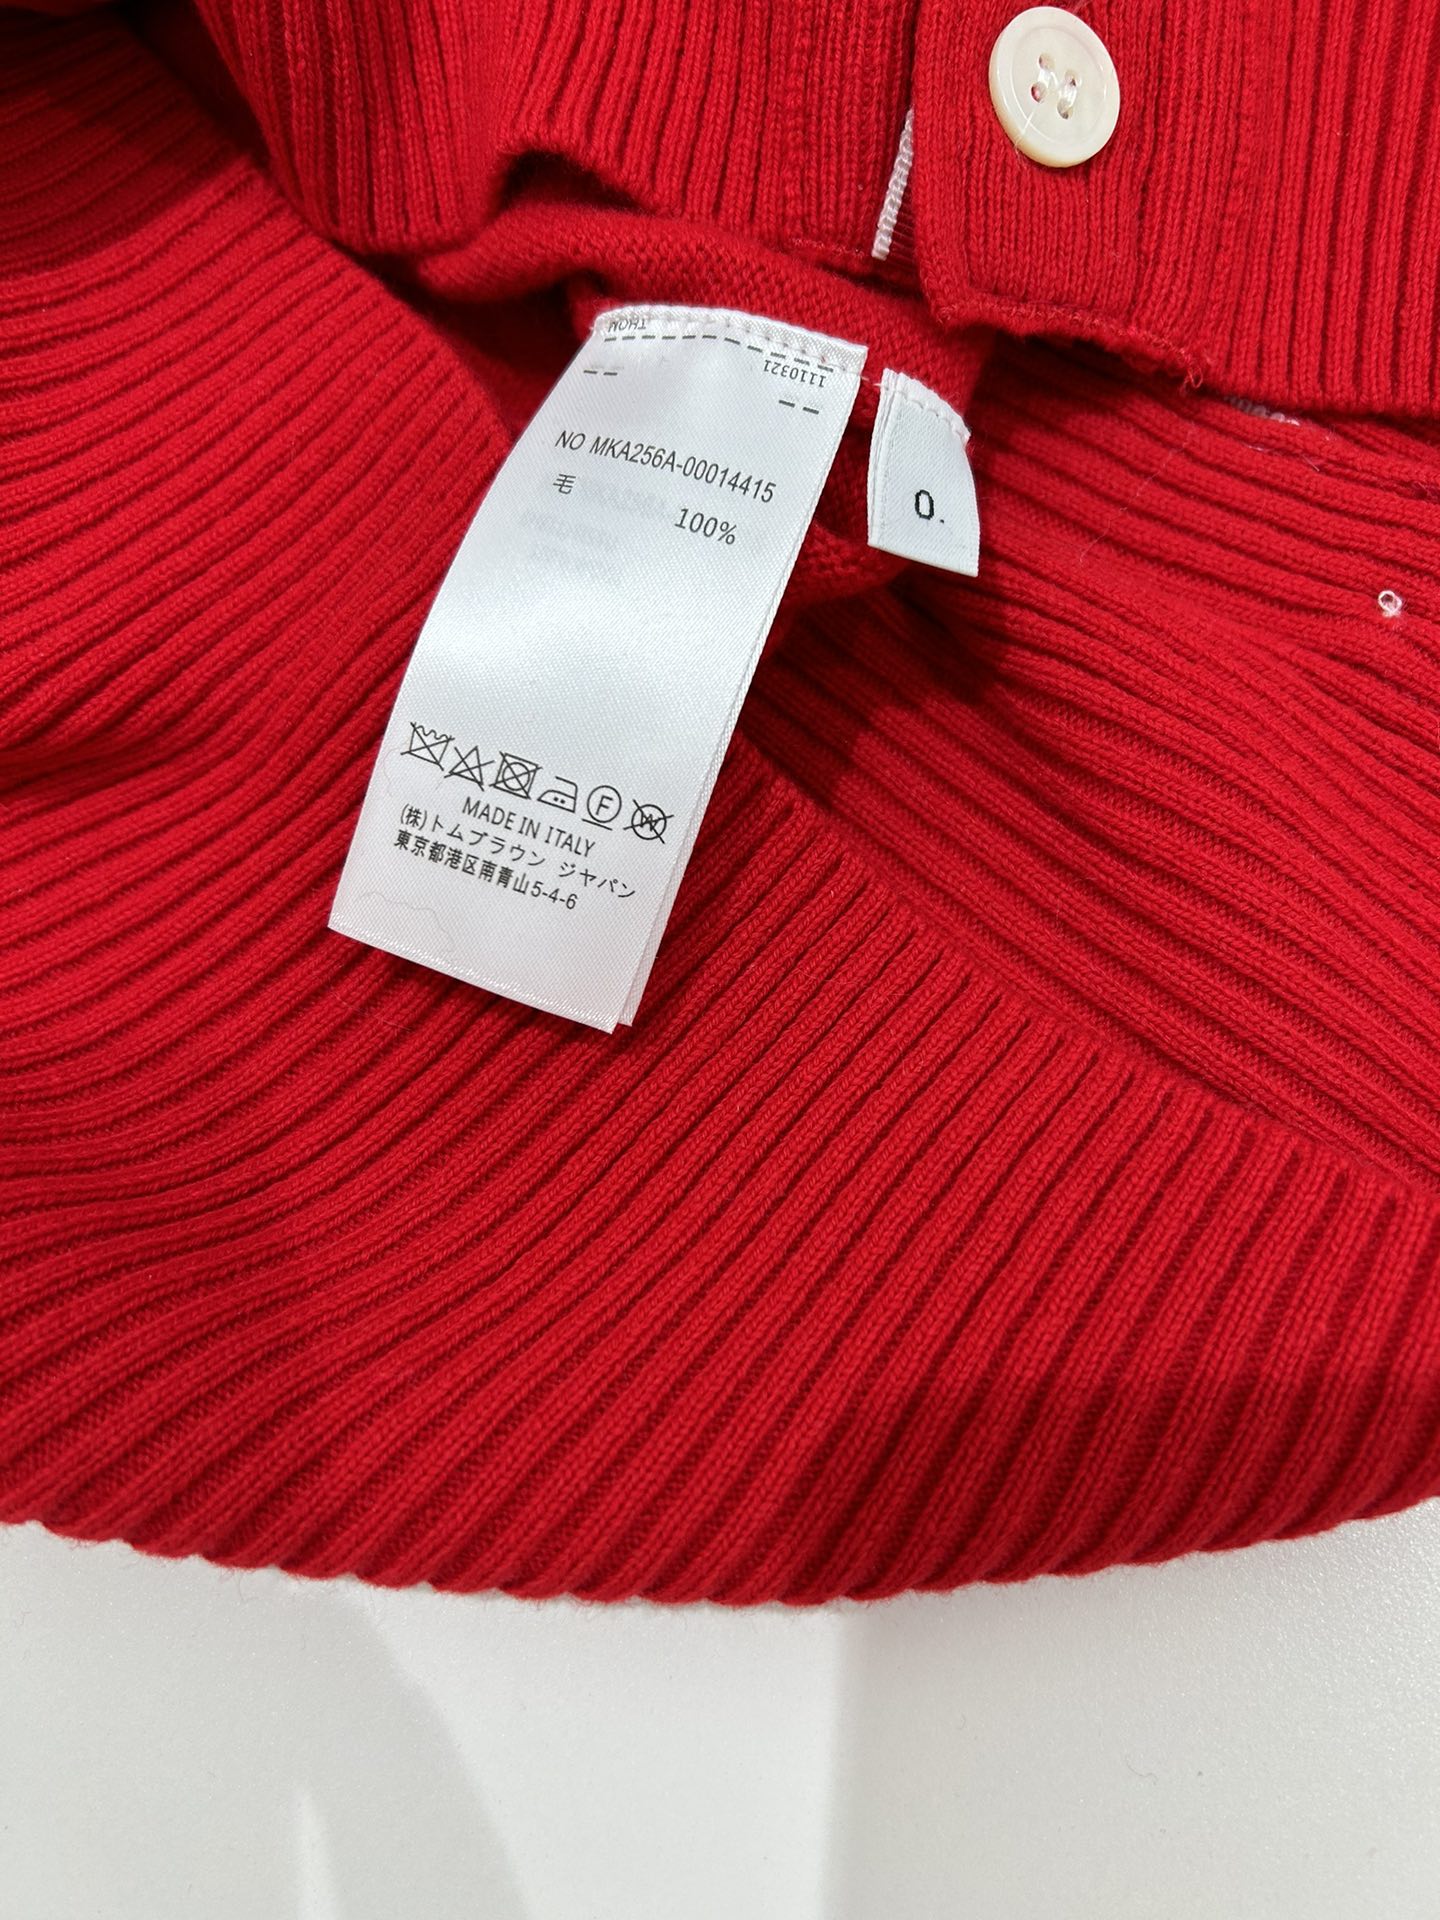 THOM
1110321
NO MKA256A-00014415
毛
100%
0.
F
W
MADE IN ITALY
(株)トムブラウン ジャパン
東京都港区南青山5-4-6